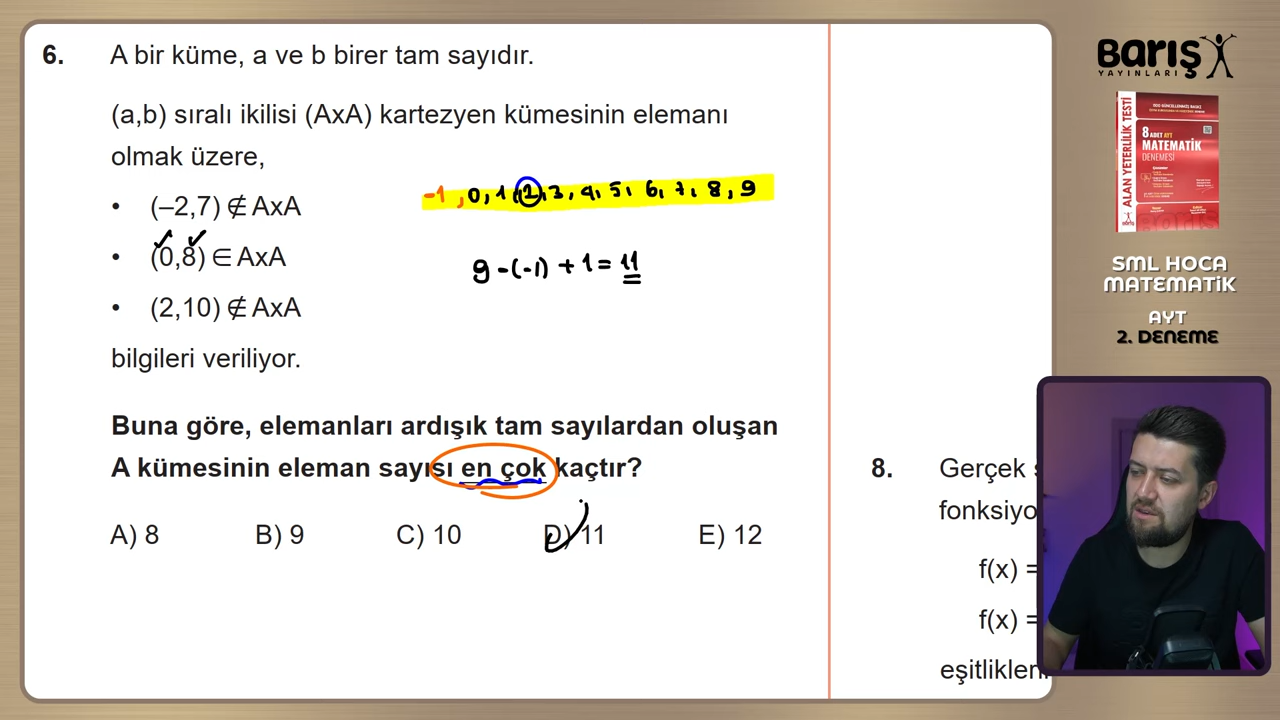 6. A bir küme, a ve b birer tam sayıdır.
(a,b) sıralı ikilisi (AxA) kartezyen kümesinin elemanı
olmak üzere,
• (–2,7) ∉ AxA
• (0,8) ∈ AxA
• (2,10) ∉ AxA
bilgileri veriliyor.
-1, 0, 1, 2, 3, 4, 5, 6, 7, 8, 9
9 - (-1) + 1 = 11
Buna göre, elemanları ardışık tam sayılardan oluşan
A kümesinin eleman sayısı en çok kaçtır?
A) 8 B) 9 C) 10 D) 11 E) 12
8. Gerçek
fonksiyo
f(x) =
f(x) =
eşitlikleri
Barış
YAYINLARI
ALAN YETERLİLİK TESTİ
8 ADET AYT
MATEMATİK
DENEMESİ
SML HOCA
MATEMATİK
AYT
2. DENEME